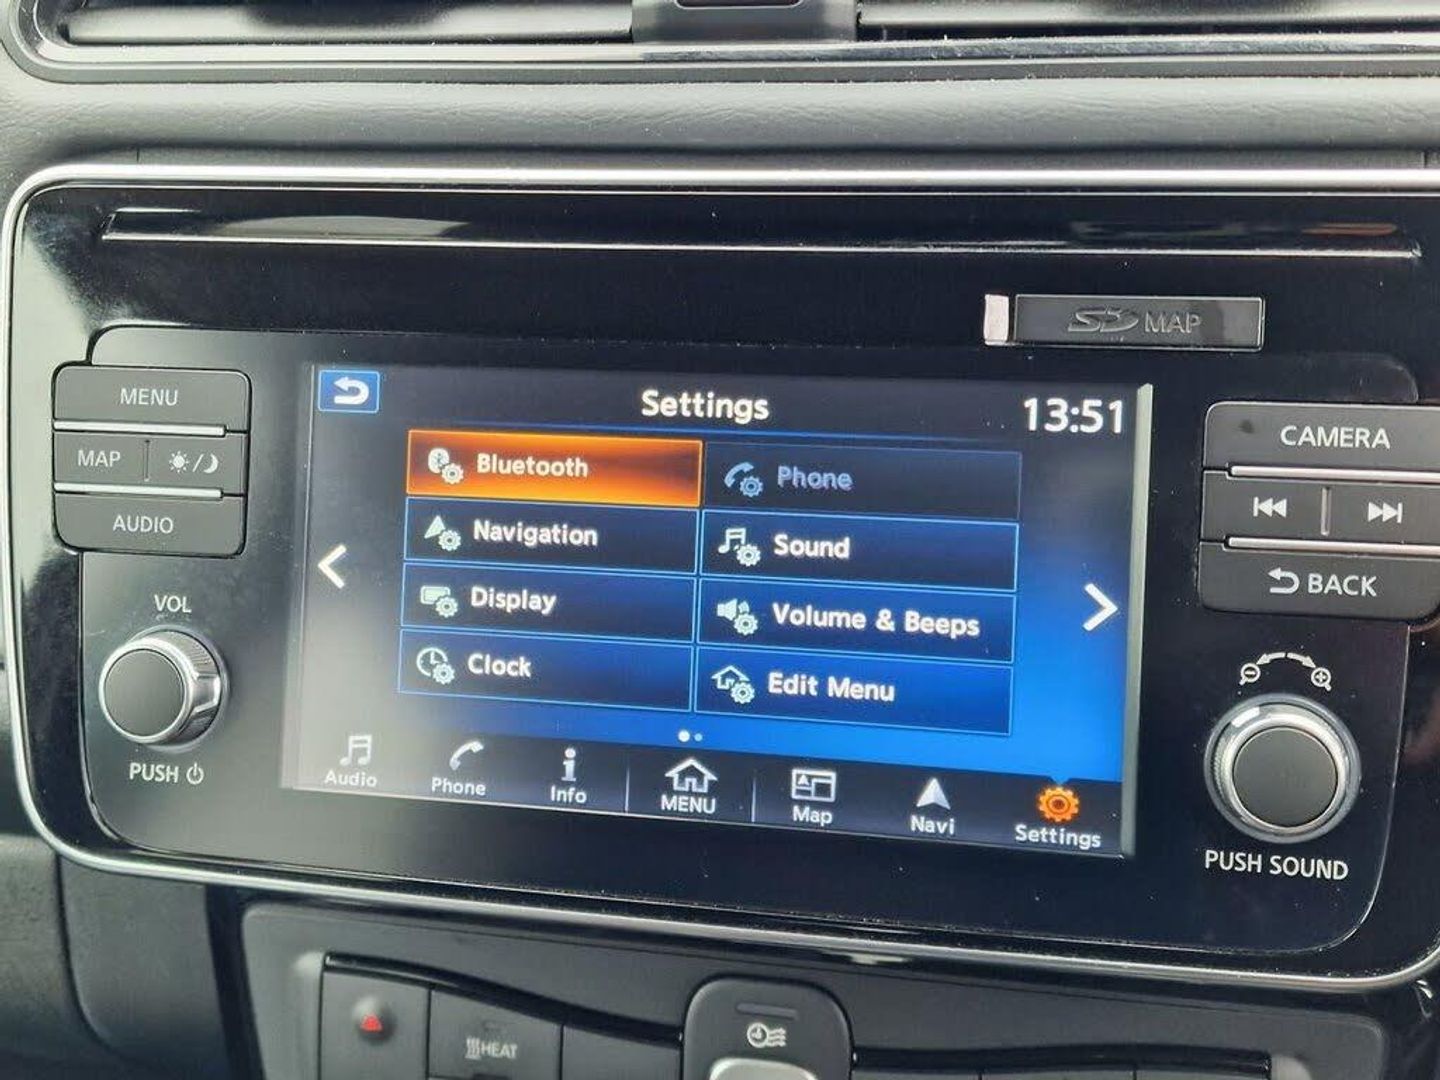 SD MAP
MENU
MAP
AUDIO
VOL
PUSH
Settings
13:51
Bluetooth
Phone
Navigation
Sound
Display
Volume & Beeps
Clock
Edit Menu
Audio
Phone
Info
MENU
Map
Navi
Settings
CAMERA
BACK
PUSH SOUND
HEAT